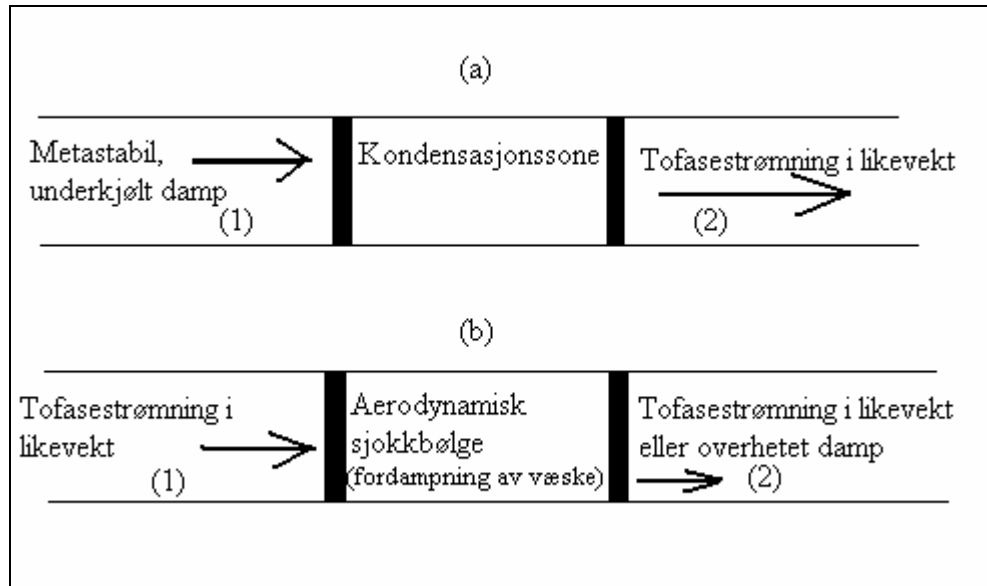 (a)
Metastabil,
underkjølt damp
(1)
Kondensasjonssone
Tofasestrømning i likevekt
(2)
(b)
Tofasestrømning i
likevekt
(1)
Aerodynamisk
sjokkbølge
(fordampning av væske)
Tofasestrømning i likevekt
eller overhetet damp
(2)